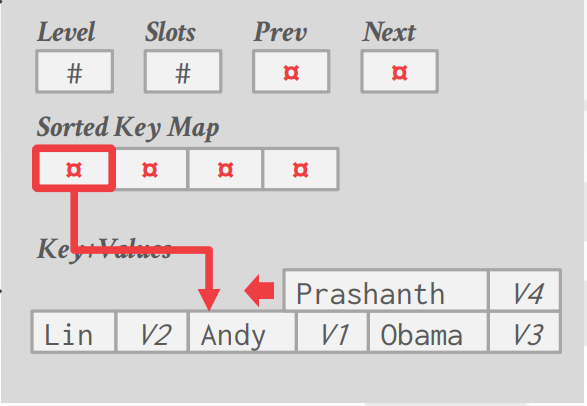 Level Slots Prev Next
# # ¤ ¤
Sorted Key Map
¤ ¤ ¤ ¤
Key+Values
Prashanth V4
Lin V2 Andy V1 Obama V3